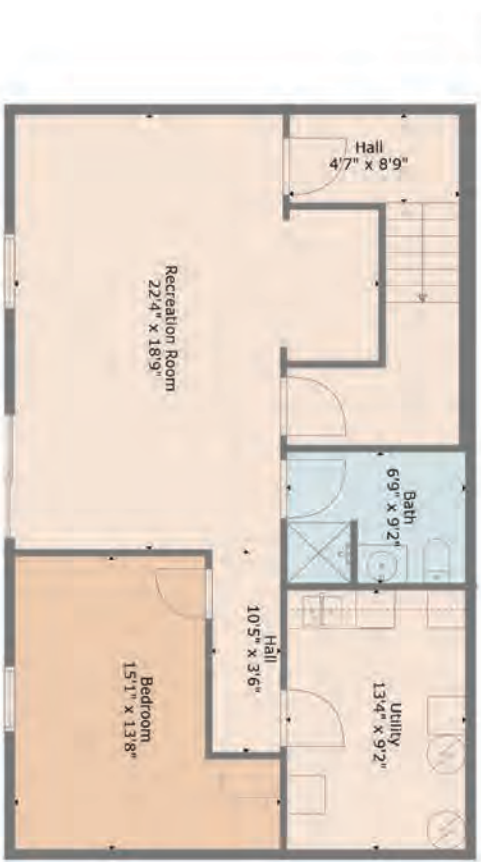 Hall
4'7" x 8'9"
Recreation Room
22'4" x 18'9"
Bath
6'9" x 9'2"
Hall
10'5" x 3'6"
Utility
13'4" x 9'2"
Bedroom
15'1" x 13'8"